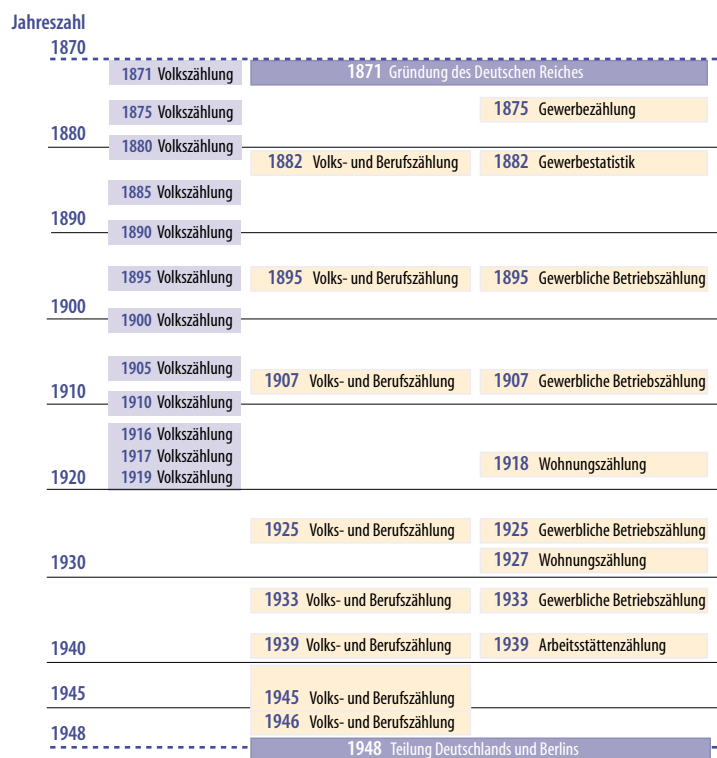 Jahreszahl
1870
1871 Volkszählung
1871 Gründung des Deutschen Reiches
1875 Volkszählung
1875 Gewerbezählung
1880
1880 Volkszählung
1882 Volks- und Berufszählung
1882 Gewerbestatistik
1885 Volkszählung
1890
1890 Volkszählung
1895 Volkszählung
1895 Volks- und Berufszählung
1895 Gewerbliche Betriebszählung
1900
1900 Volkszählung
1905 Volkszählung
1907 Volks- und Berufszählung
1907 Gewerbliche Betriebszählung
1910
1910 Volkszählung
1916 Volkszählung
1917 Volkszählung
1918 Wohnungszählung
1919 Volkszählung
1920
1925 Volks- und Berufszählung
1925 Gewerbliche Betriebszählung
1927 Wohnungszählung
1930
1933 Volks- und Berufszählung
1933 Gewerbliche Betriebszählung
1939 Volks- und Berufszählung
1939 Arbeitsstättenzählung
1940
1945
1945 Volks- und Berufszählung
1946 Volks- und Berufszählung
1948
1948 Teilung Deutschlands und Berlins